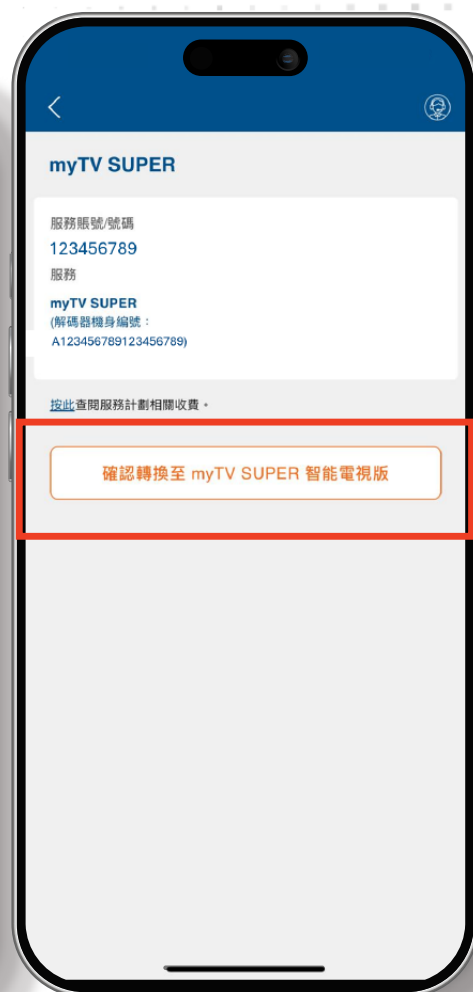 myTV SUPER
服務賬號/號碼
123456789
服務
myTV SUPER
(解碼器機身編號：
A123456789123456789)
按此查閱服務計劃相關收費。
確認轉換至 myTV SUPER 智能電視版